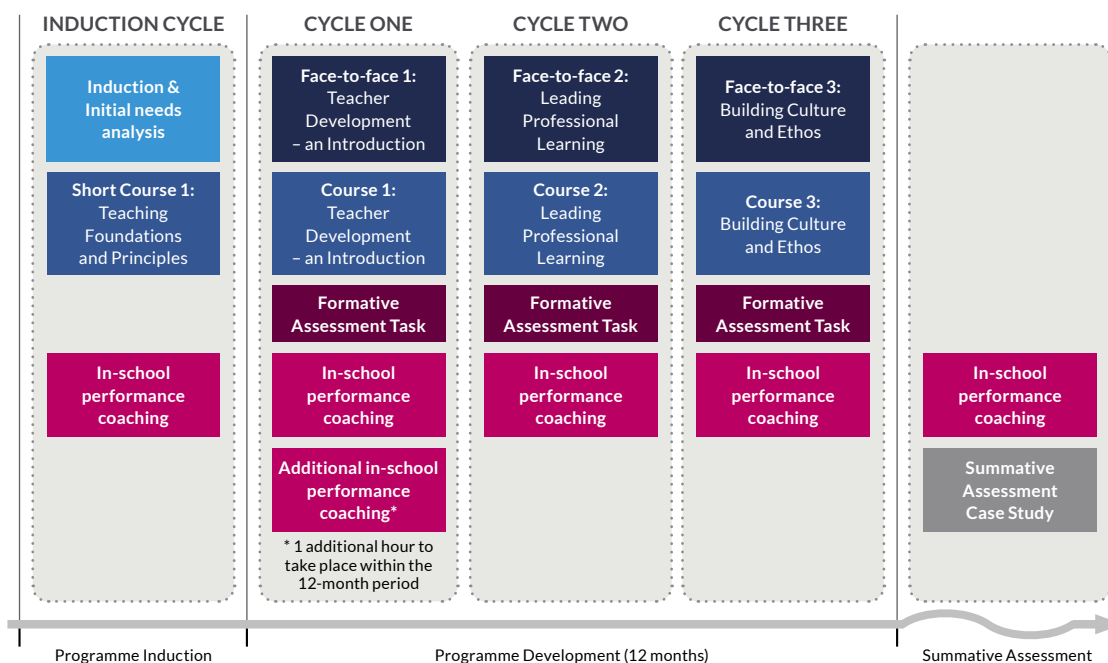 INDUCTION CYCLE
Induction &
Initial needs
analysis
Short Course 1:
Teaching
Foundations
and Principles
In-school
performance
coaching
CYCLE ONE
Face-to-face 1:
Teacher
Development
– an Introduction
Course 1:
Teacher
Development
– an Introduction
Formative
Assessment Task
In-school
performance
coaching
Additional in-school
performance
coaching*
* 1 additional hour to
take place within the
12-month period
CYCLE TWO
Face-to-face 2:
Leading
Professional
Learning
Course 2:
Leading
Professional
Learning
Formative
Assessment Task
In-school
performance
coaching
CYCLE THREE
Face-to-face 3:
Building Culture
and Ethos
Course 3:
Building Culture
and Ethos
Formative
Assessment Task
In-school
performance
coaching
In-school
performance
coaching
Summative
Assessment
Case Study
Programme Induction
Programme Development (12 months)
Summative Assessment